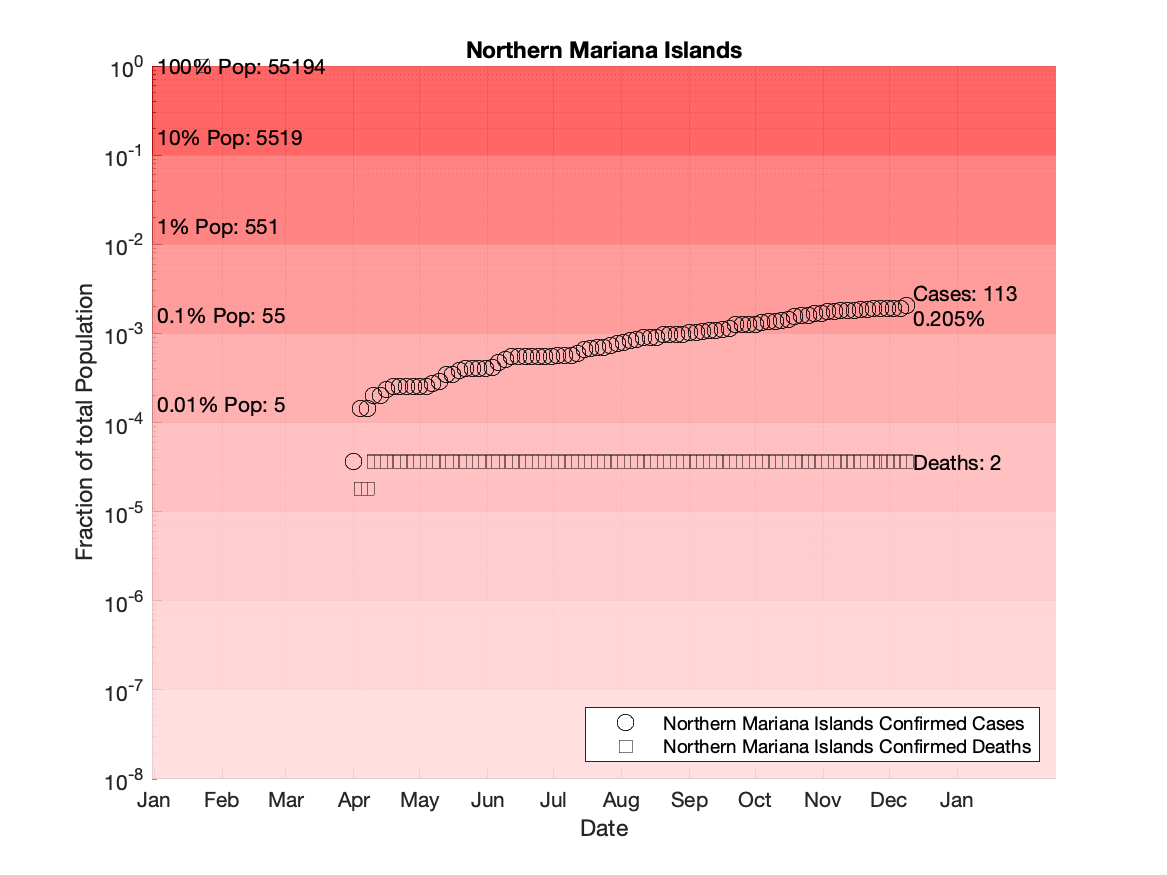 Northern Mariana Islands
10^0
100% Pop: 55194
10% Pop: 5519
10^-1
1% Pop: 551
10^-2
Cases: 113
0.1% Pop: 55
0.205%
10^-3
0.01% Pop: 5
10^-4
Deaths: 2
10^-5
10^-6
10^-7
10^-8
Fraction of total Population
Northern Mariana Islands Confirmed Cases
Northern Mariana Islands Confirmed Deaths
Jan Feb Mar Apr May Jun Jul Aug Sep Oct Nov Dec Jan
Date